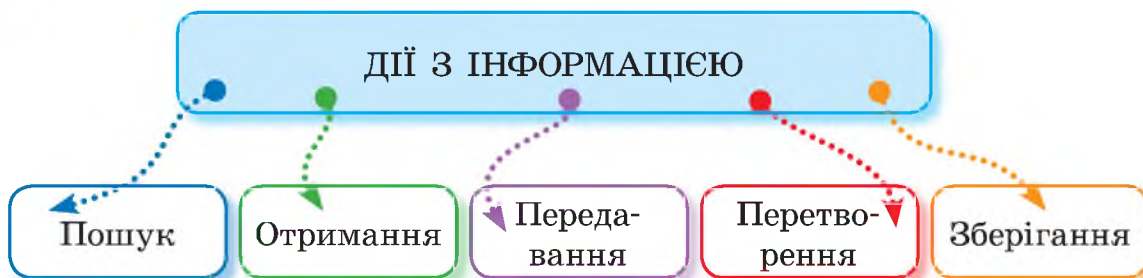 ДІЇ З ІНФОРМАЦІЄЮ
Пошук
Отримання
Переда-
вання
Перетво-
рення
Зберігання